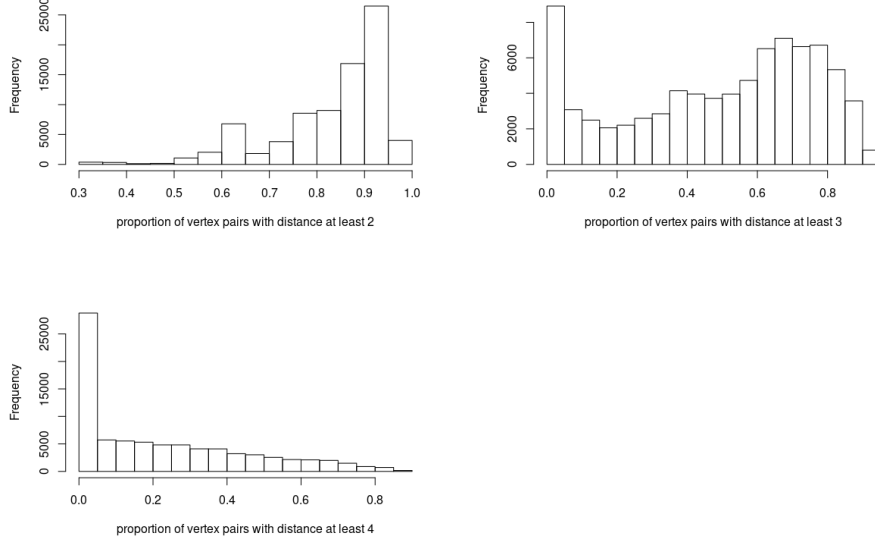 Frequency
0 5000 15000 25000
0.3 0.4 0.5 0.6 0.7 0.8 0.9 1.0
proportion of vertex pairs with distance at least 2
Frequency
0 2000 6000
0.0 0.2 0.4 0.6 0.8
proportion of vertex pairs with distance at least 3
Frequency
0 5000 15000 25000
0.0 0.2 0.4 0.6 0.8
proportion of vertex pairs with distance at least 4